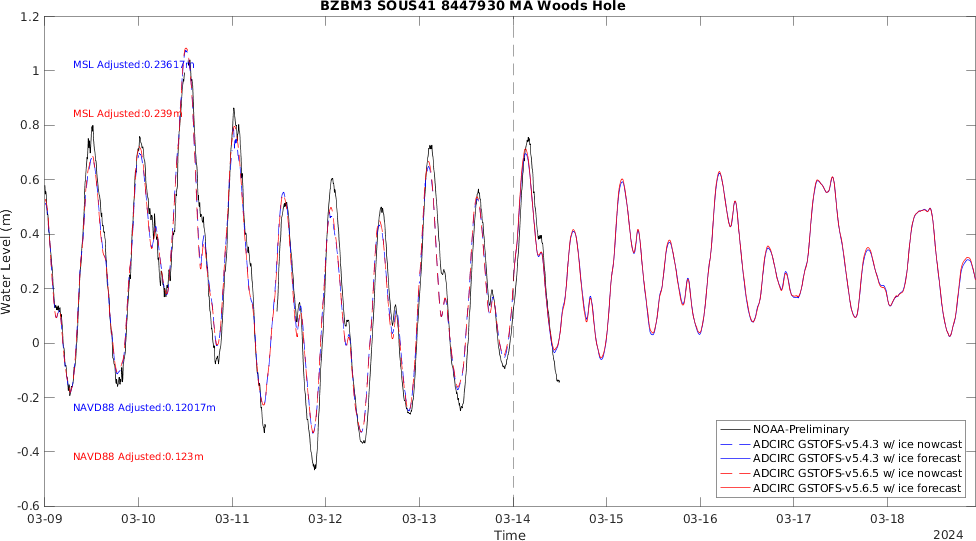 BZBM3 SOUS41 8447930 MA Woods Hole
1.2
1
0.8
0.6
0.4
0.2
0
-0.2
-0.4
-0.6
Water Level (m)
MSL Adjusted:0.23617m
MSL Adjusted:0.239m
NAVD88 Adjusted:0.12017m
NAVD88 Adjusted:0.123m
NOAA-Preliminary
ADCIRC GSTOFS-v5.4.3 w/ ice nowcast
ADCIRC GSTOFS-v5.4.3 w/ ice forecast
ADCIRC GSTOFS-v5.6.5 w/ ice nowcast
ADCIRC GSTOFS-v5.6.5 w/ ice forecast
03-09 03-10 03-11 03-12 03-13 03-14 03-15 03-16 03-17 03-18
Time
2024